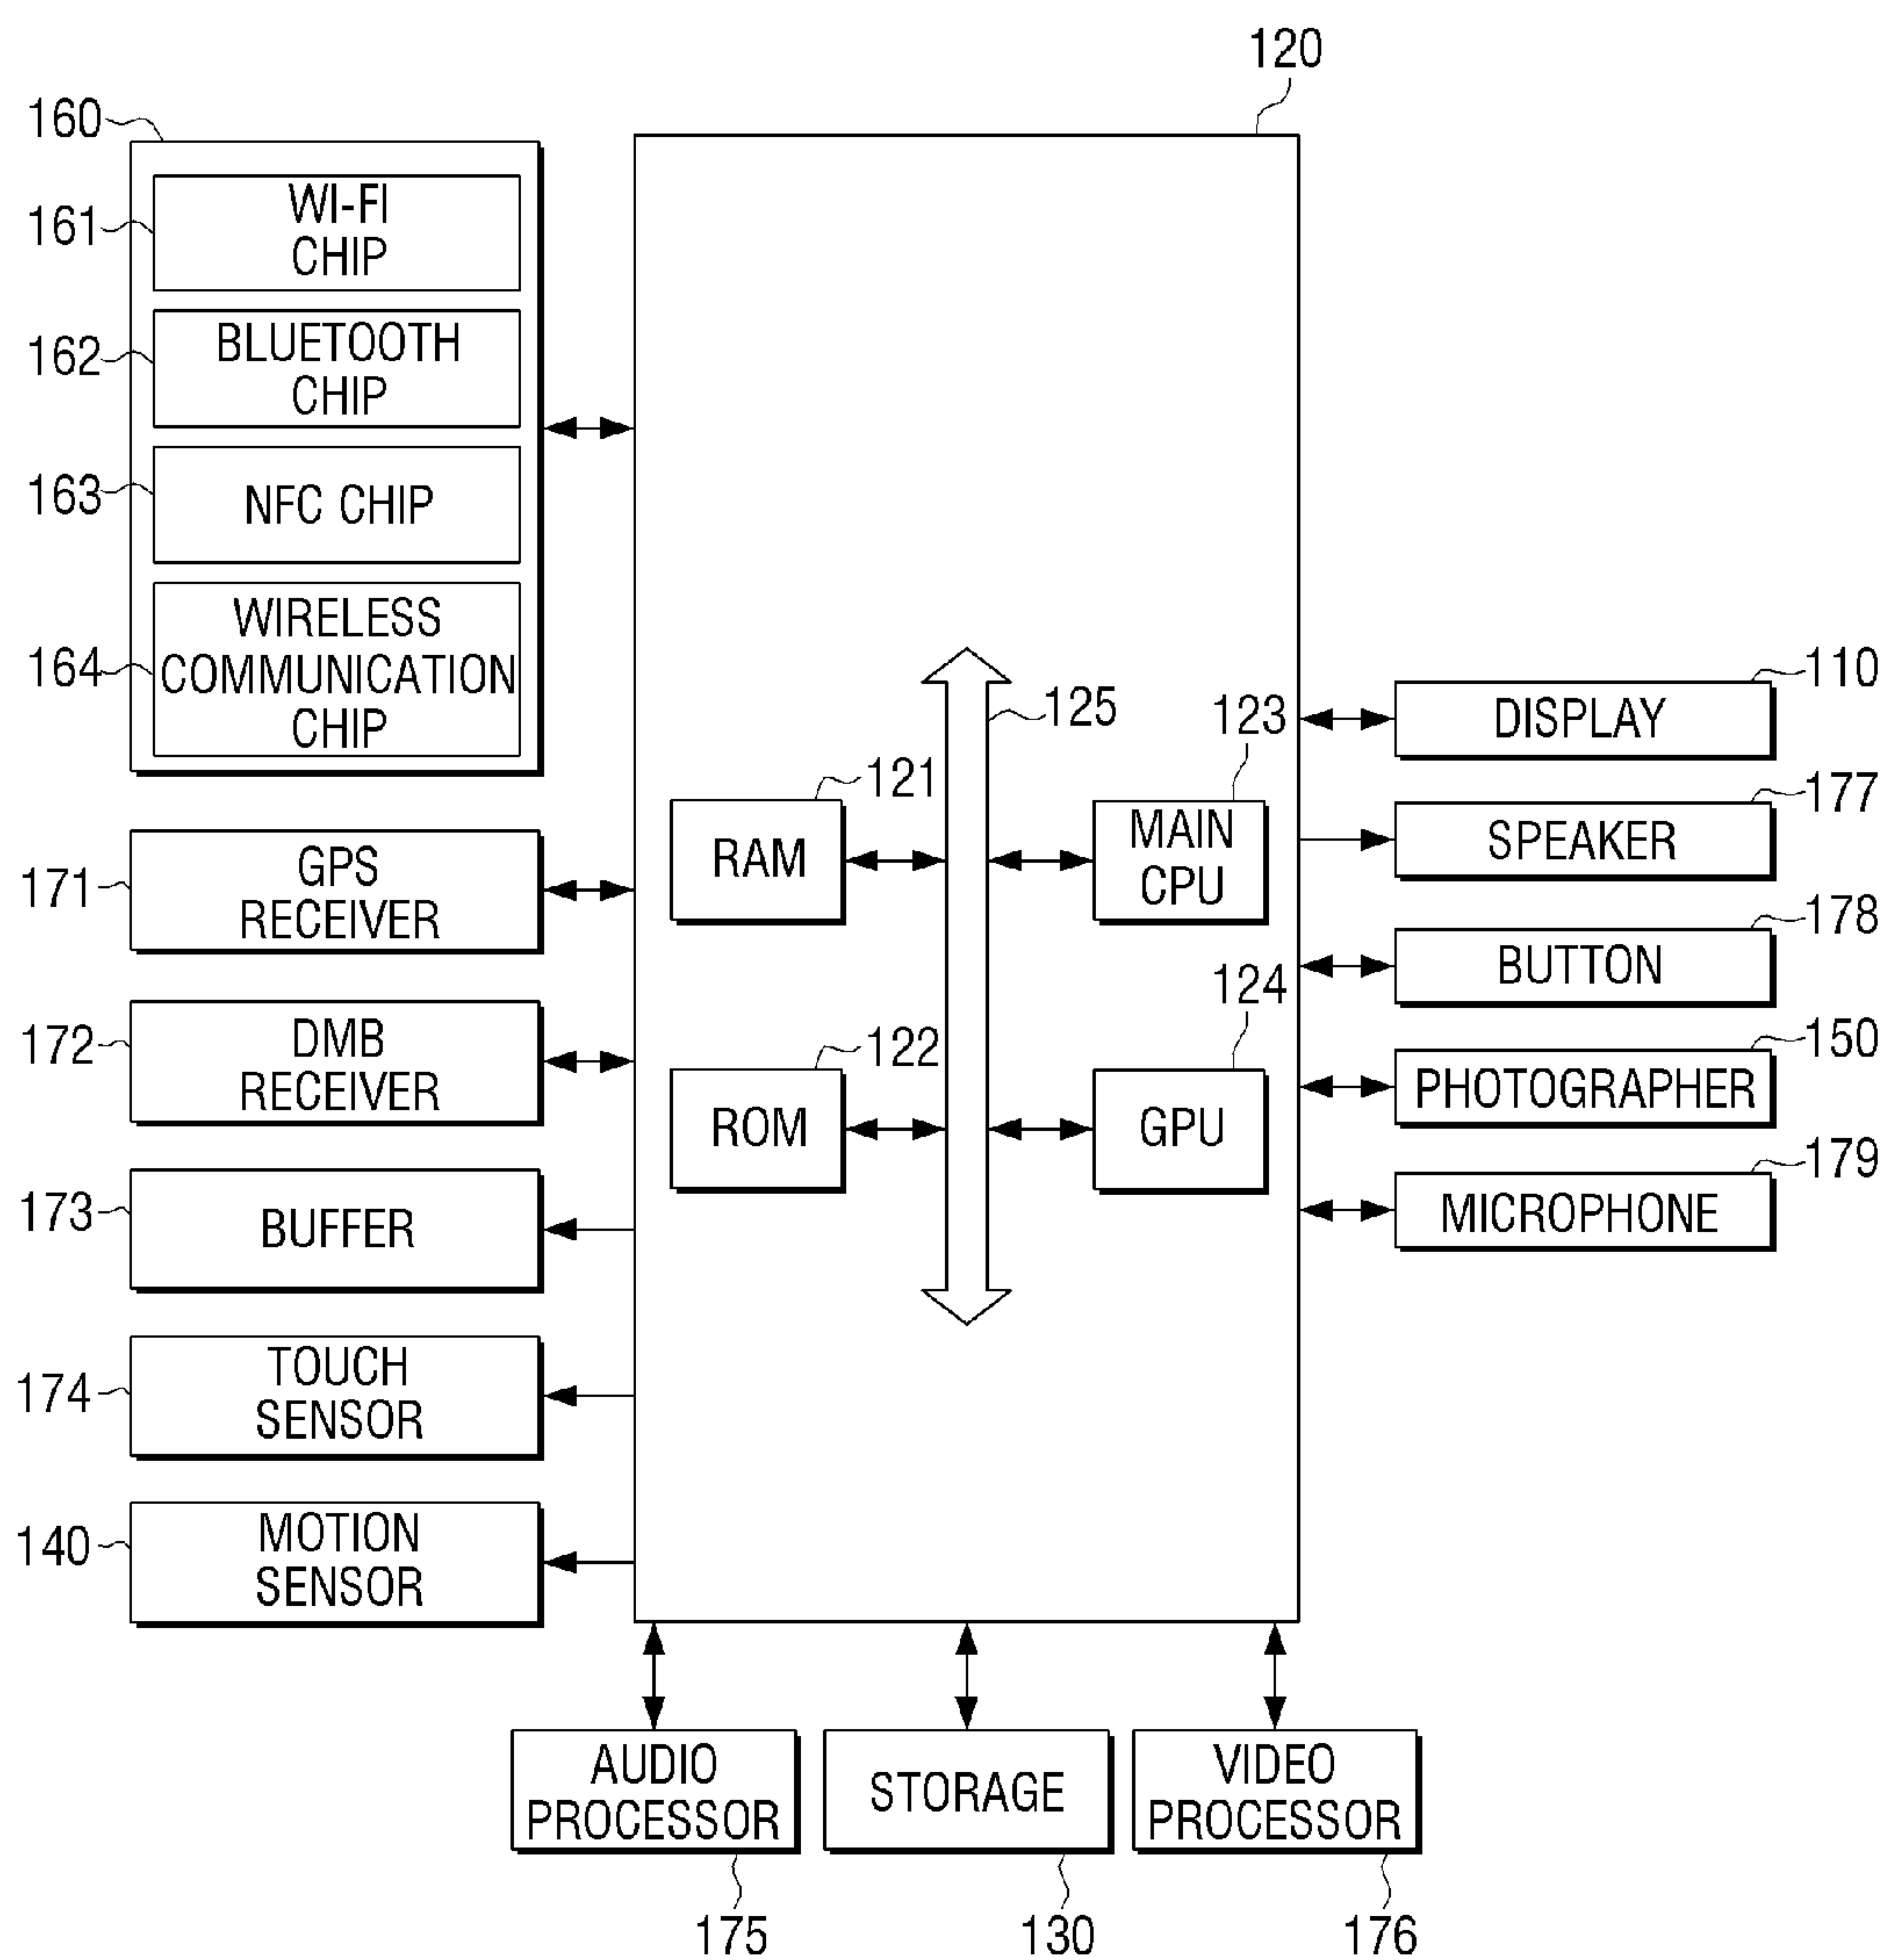 120
160
161
WI-FI
CHIP
162
BLUETOOTH
CHIP
163
NFC CHIP
164
WIRELESS
COMMUNICATION
CHIP
171
GPS
RECEIVER
172
DMB
RECEIVER
173
BUFFER
174
TOUCH
SENSOR
140
MOTION
SENSOR
125
121
RAM
123
MAIN
CPU
122
ROM
124
GPU
110
DISPLAY
177
SPEAKER
178
BUTTON
150
PHOTOGRAPHER
179
MICROPHONE
AUDIO
PROCESSOR
175
STORAGE
130
VIDEO
PROCESSOR
176